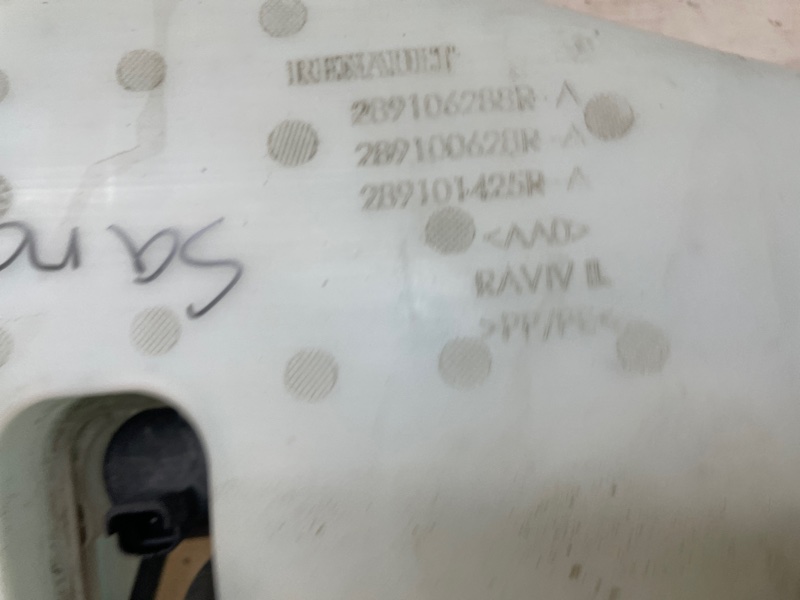 RENAULT
289106288R-A
289100628R-A
289101425R-A
<AAD>
RAVIV IL
>PP/PE<